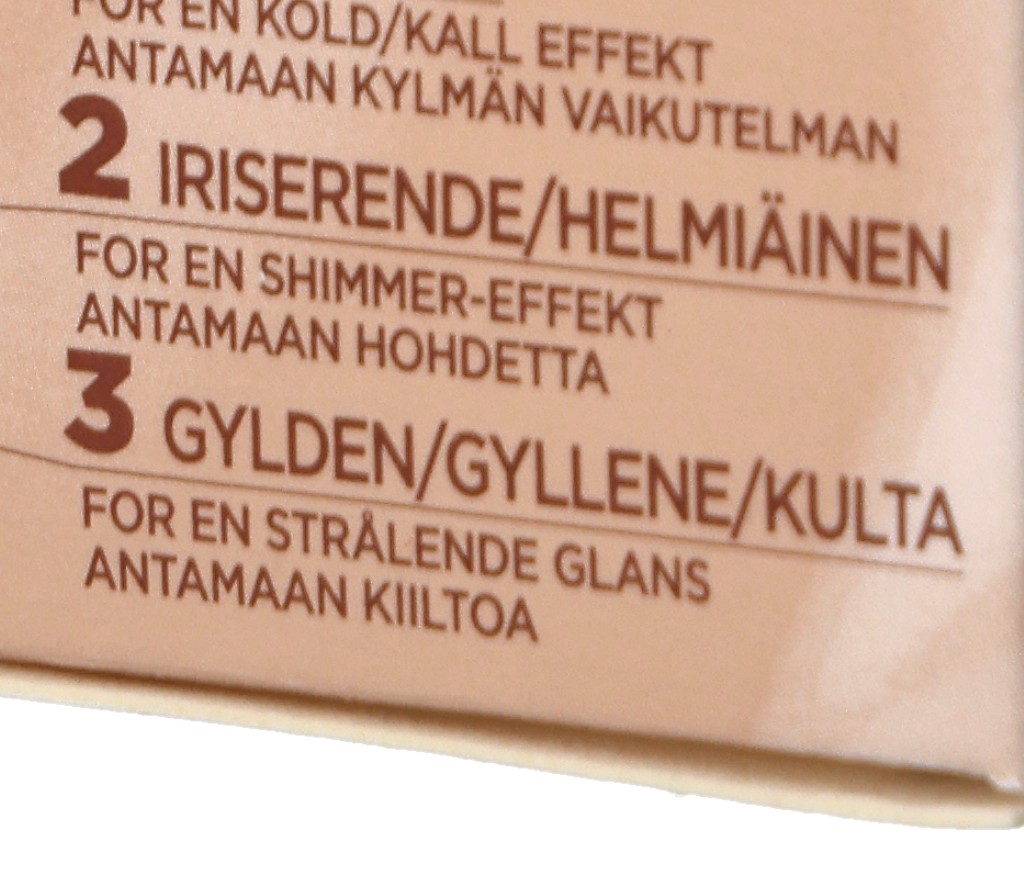 FOR EN KOLD/KALL EFFEKT
ANTAMAAN KYLMÄN VAIKUTELMAN
2 IRISERENDE/HELMIÄINEN
FOR EN SHIMMER-EFFEKT
ANTAMAAN HOHDETTA
3 GYLDEN/GYLLENE/KULTA
FOR EN STRÅLENDE GLANS
ANTAMAAN KIILTOA